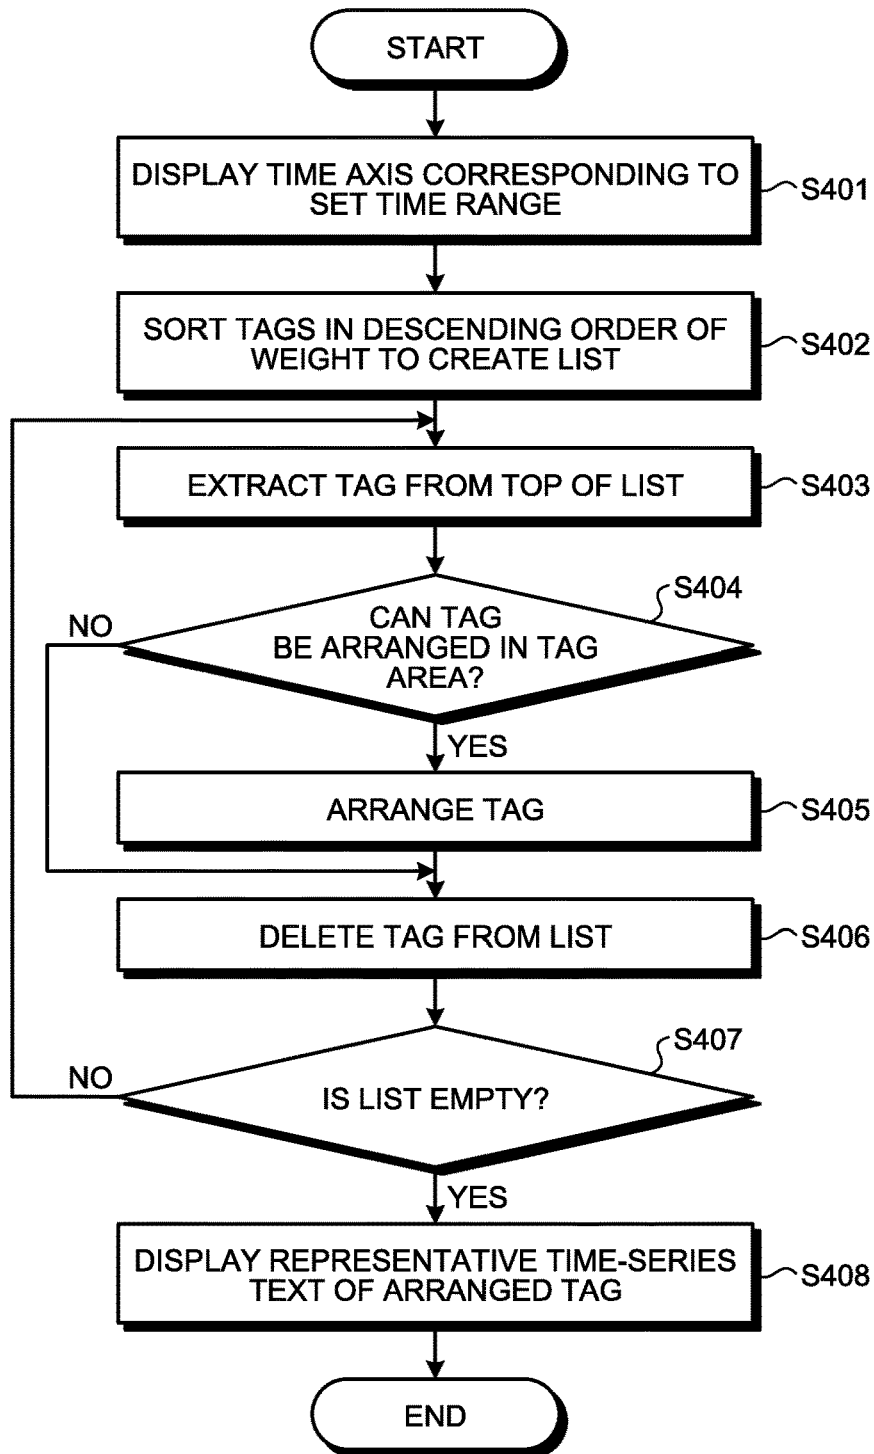 START
DISPLAY TIME AXIS CORRESPONDING TO
SET TIME RANGE
S401
SORT TAGS IN DESCENDING ORDER OF
WEIGHT TO CREATE LIST
S402
EXTRACT TAG FROM TOP OF LIST
S403
S404
CAN TAG
BE ARRANGED IN TAG
AREA?
NO
YES
ARRANGE TAG
S405
DELETE TAG FROM LIST
S406
S407
IS LIST EMPTY?
NO
YES
DISPLAY REPRESENTATIVE TIME-SERIES
TEXT OF ARRANGED TAG
S408
END